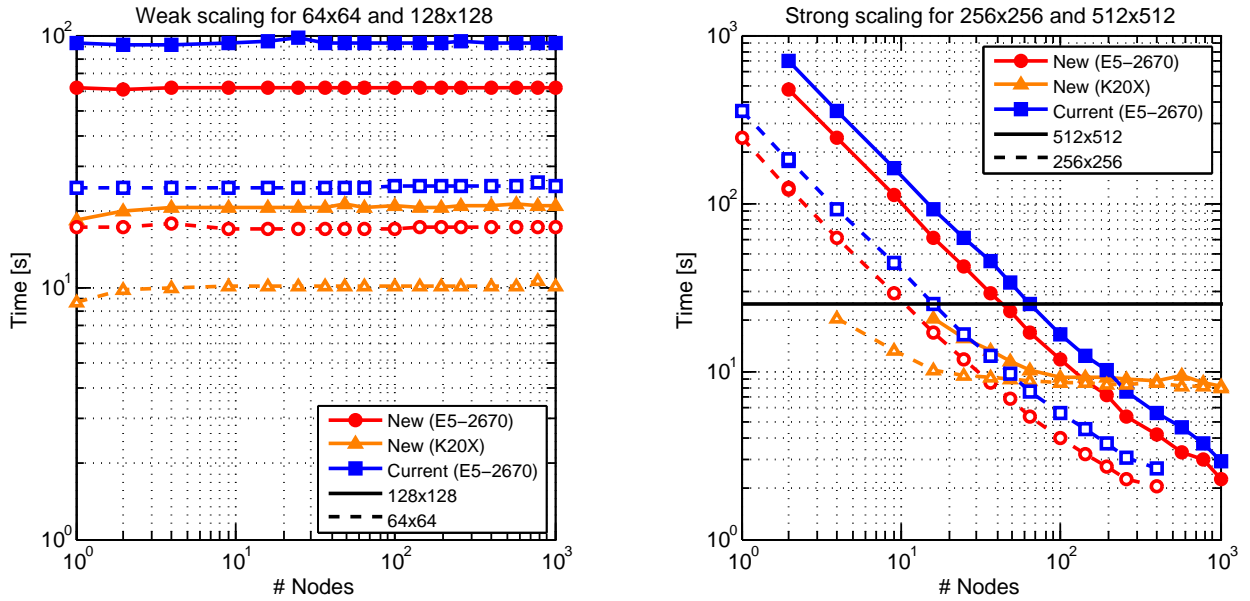 Weak scaling for 64x64 and 128x128
10^2
10^1
10^0
Time [s]
New (E5−2670)
New (K20X)
Current (E5−2670)
128x128
64x64
10^0
10^1
10^2
10^3
# Nodes
Strong scaling for 256x256 and 512x512
10^3
10^2
10^1
10^0
Time [s]
New (E5−2670)
New (K20X)
Current (E5−2670)
512x512
256x256
10^0
10^1
10^2
10^3
# Nodes